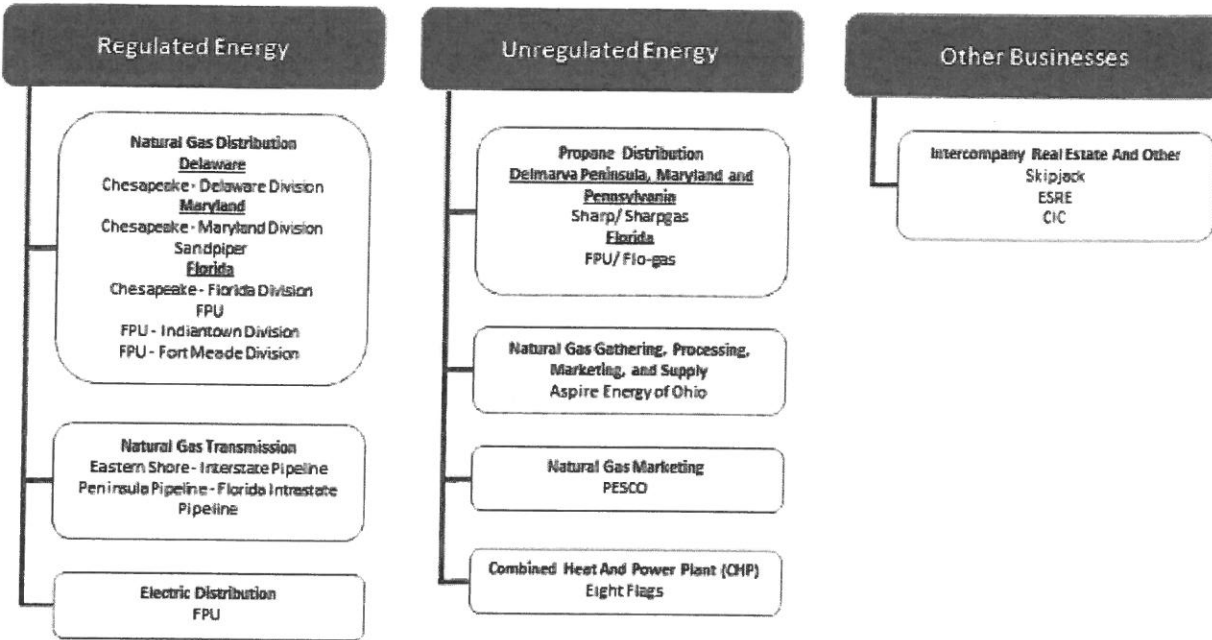 Regulated Energy
Natural Gas Distribution
Delaware
Chesapeake - Delaware Division
Maryland
Chesapeake - Maryland Division
Sandpiper
Florida
Chesapeake - Florida Division
FPU
FPU - Indiantown Division
FPU - Fort Meade Division
Natural Gas Transmission
Eastern Shore - Interstate Pipeline
Peninsula Pipeline - Florida Intrastate
Pipeline
Electric Distribution
FPU
Unregulated Energy
Propane Distribution
Delmarva Peninsula, Maryland and
Pennsylvania
Sharp/ Sharpgas
Florida
FPU/ Flo-gas
Natural Gas Gathering, Processing,
Marketing, and Supply
Aspire Energy of Ohio
Natural Gas Marketing
PESCO
Combined Heat And Power Plant (CHP)
Eight Flags
Other Businesses
Intercompany Real Estate And Other
Skipjack
ESRE
CIC